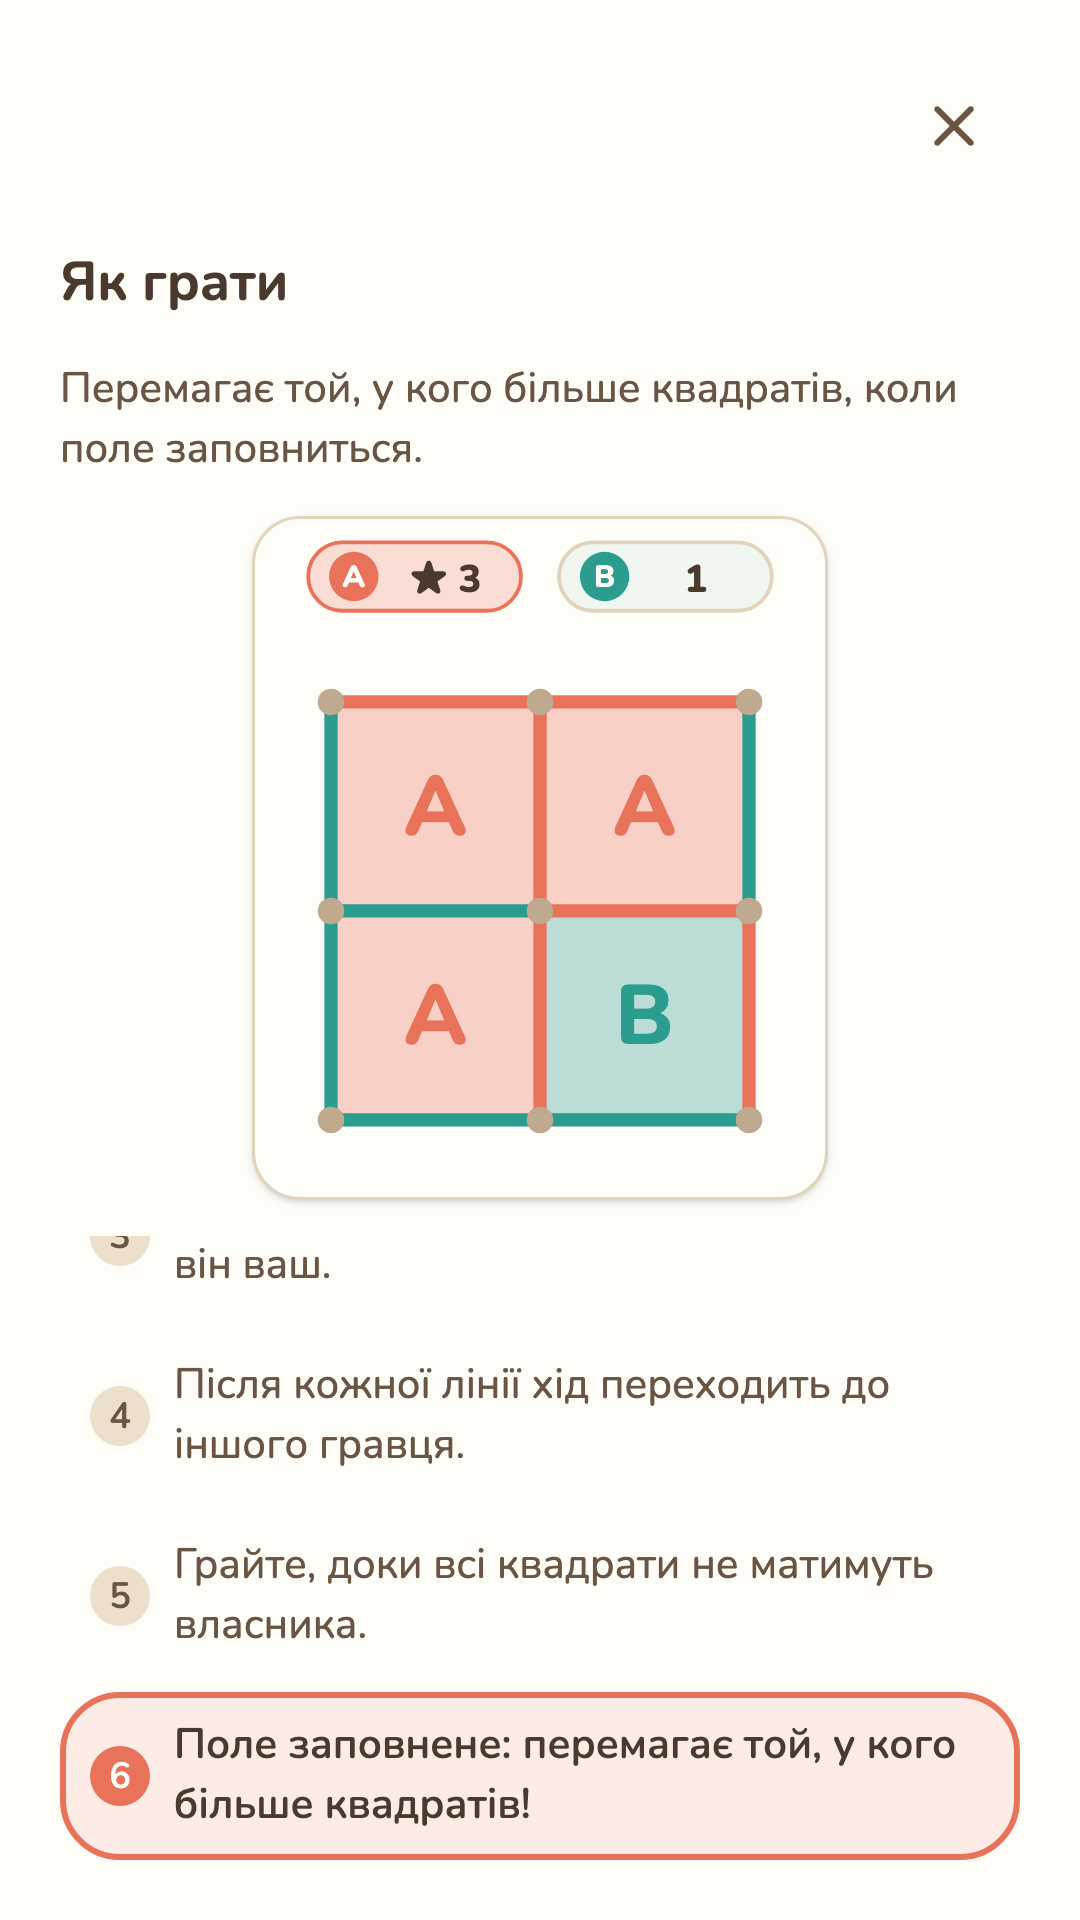 Як грати
Перемагає той, у кого більше квадратів, коли
поле заповниться.
A ★ 3 B 1
A A
A B
він ваш.
4 Після кожної лінії хід переходить до
іншого гравця.
5 Грайте, доки всі квадрати не матимуть
власника.
6 Поле заповнене: перемагає той, у кого
більше квадратів!